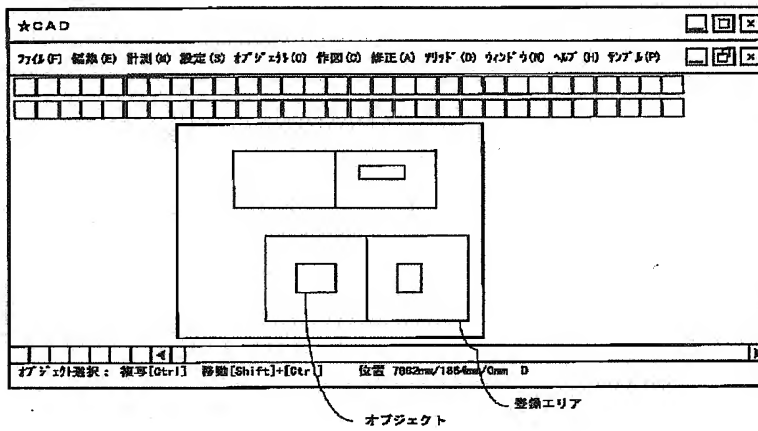 ☆CAD
ファイル(F) 編集(E) 計測(M) 設定(S) オブジェクト(O) 作図(C) 修正(A) グリッド(D) ウィンドウ(W) ヘルプ(H) サンプル(P)
オブジェクト選択: 複写[Ctrl] 移動[Shift]+[Ctrl] 位置 7662mm/1864mm/0mm D
登録エリア
オブジェクト